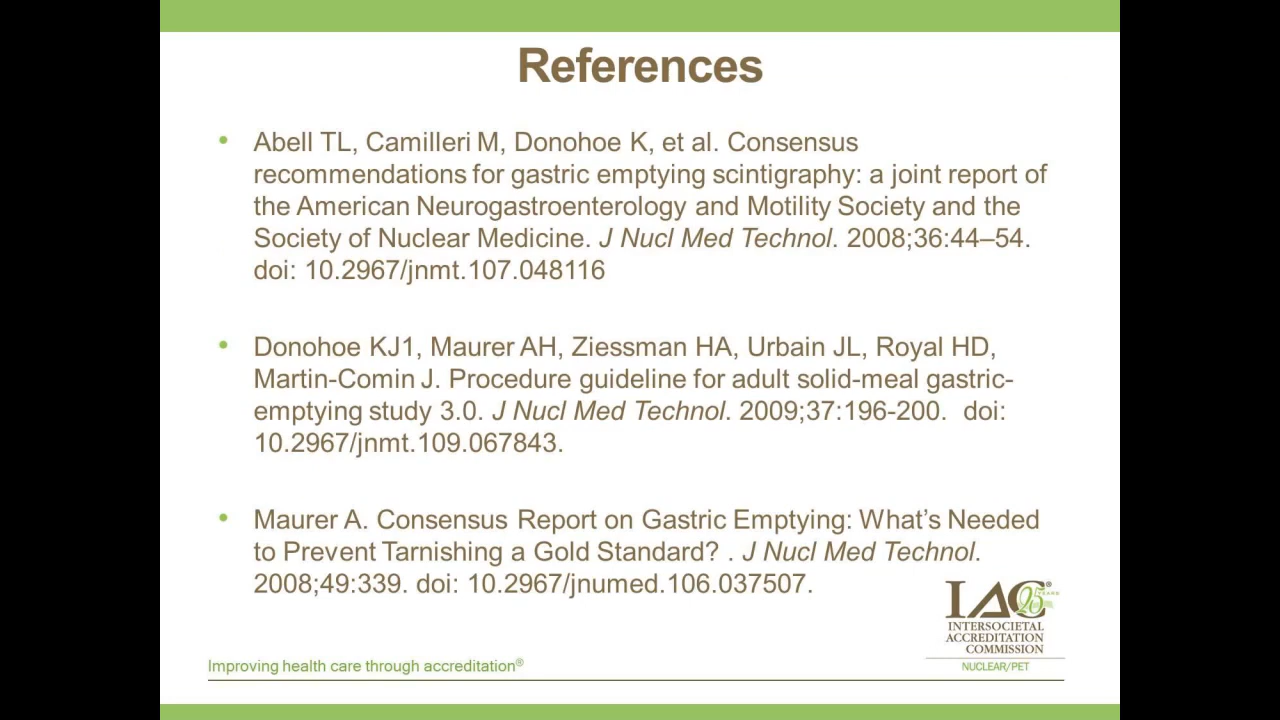 References
• Abell TL, Camilleri M, Donohoe K, et al. Consensus
recommendations for gastric emptying scintigraphy: a joint report of
the American Neurogastroenterology and Motility Society and the
Society of Nuclear Medicine. J Nucl Med Technol. 2008;36:44–54.
doi: 10.2967/jnmt.107.048116
• Donohoe KJ1, Maurer AH, Ziessman HA, Urbain JL, Royal HD,
Martin-Comin J. Procedure guideline for adult solid-meal gastric-
emptying study 3.0. J Nucl Med Technol. 2009;37:196-200.  doi:
10.2967/jnmt.109.067843.
• Maurer A. Consensus Report on Gastric Emptying: What’s Needed
to Prevent Tarnishing a Gold Standard? . J Nucl Med Technol.
2008;49:339. doi: 10.2967/jnumed.106.037507.
IAC®
25 YEARS
INTERSOCIETAL
ACCREDITATION
COMMISSION
NUCLEAR/PET
Improving health care through accreditation®